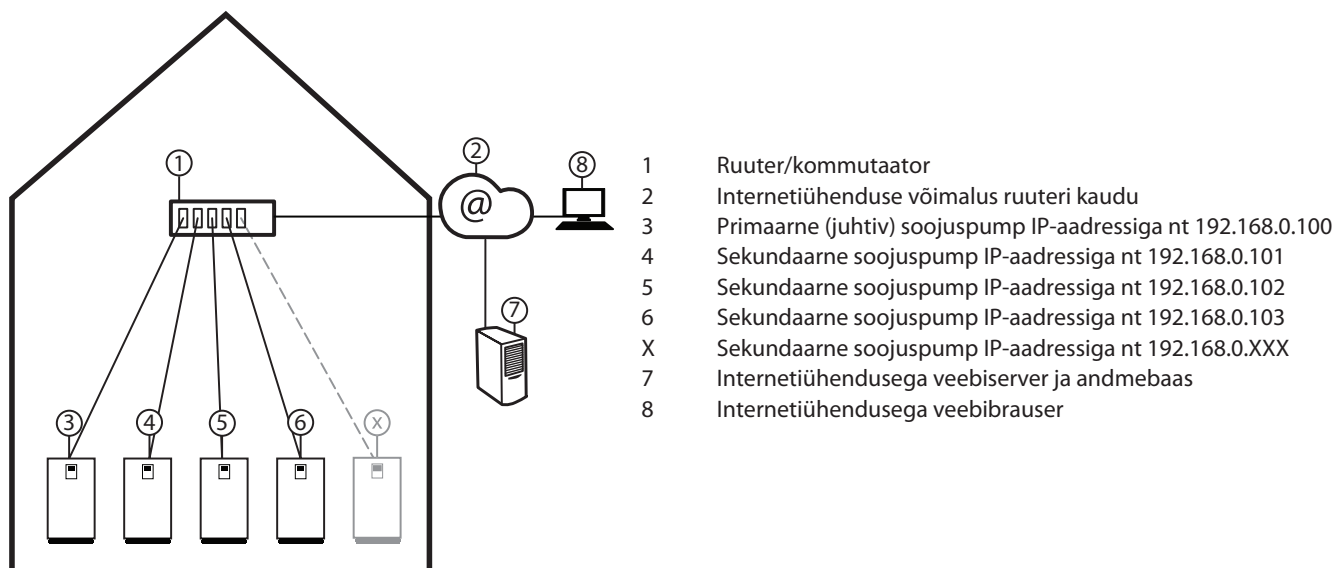 1
2
8
@
7
3
4
5
6
X
1 Ruuter/kommutaator
2 Internetiühenduse võimalus ruuteri kaudu
3 Primaarne (juhtiv) soojuspump IP-aadressiga nt 192.168.0.100
4 Sekundaarne soojuspump IP-aadressiga nt 192.168.0.101
5 Sekundaarne soojuspump IP-aadressiga nt 192.168.0.102
6 Sekundaarne soojuspump IP-aadressiga nt 192.168.0.103
X Sekundaarne soojuspump IP-aadressiga nt 192.168.0.XXX
7 Internetiühendusega veebiserver ja andmebaas
8 Internetiühendusega veebibrauser